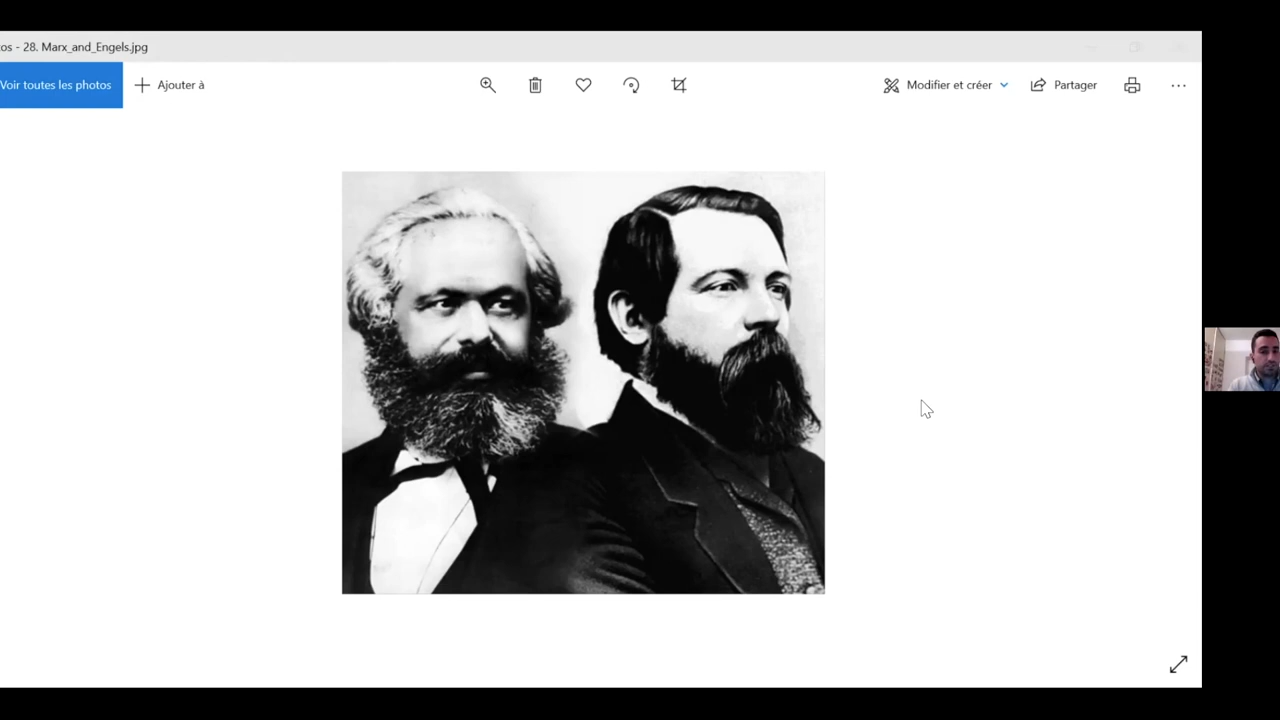 os - 28. Marx_and_Engels.jpg
Voir toutes les photos
Ajouter à
Modifier et créer
Partager